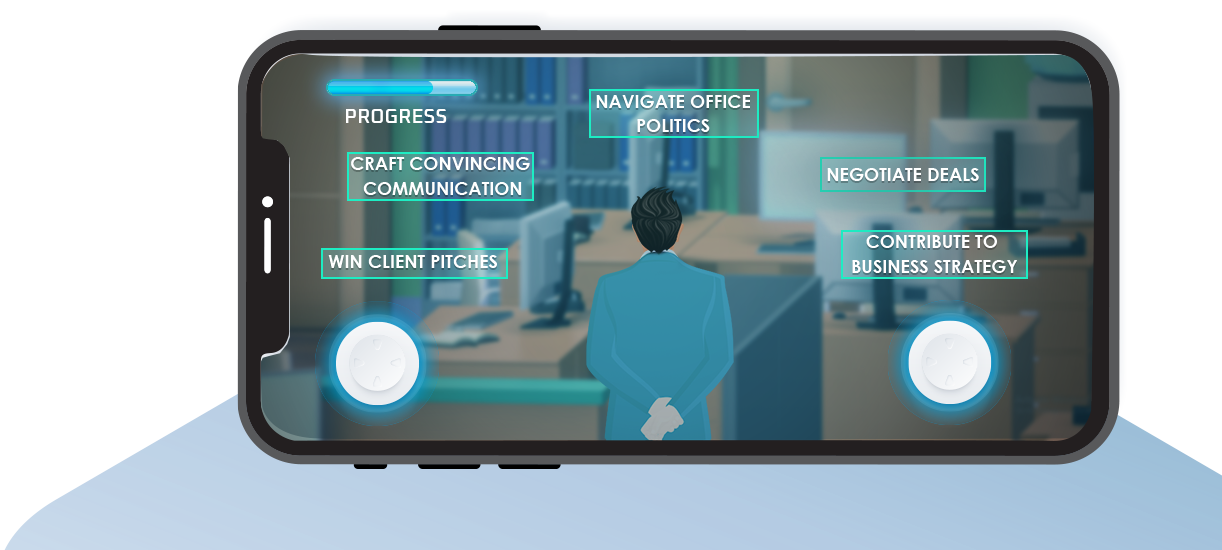 PROGRESS
NAVIGATE OFFICE
POLITICS
CRAFT CONVINCING
COMMUNICATION
NEGOTIATE DEALS
WIN CLIENT PITCHES
CONTRIBUTE TO
BUSINESS STRATEGY